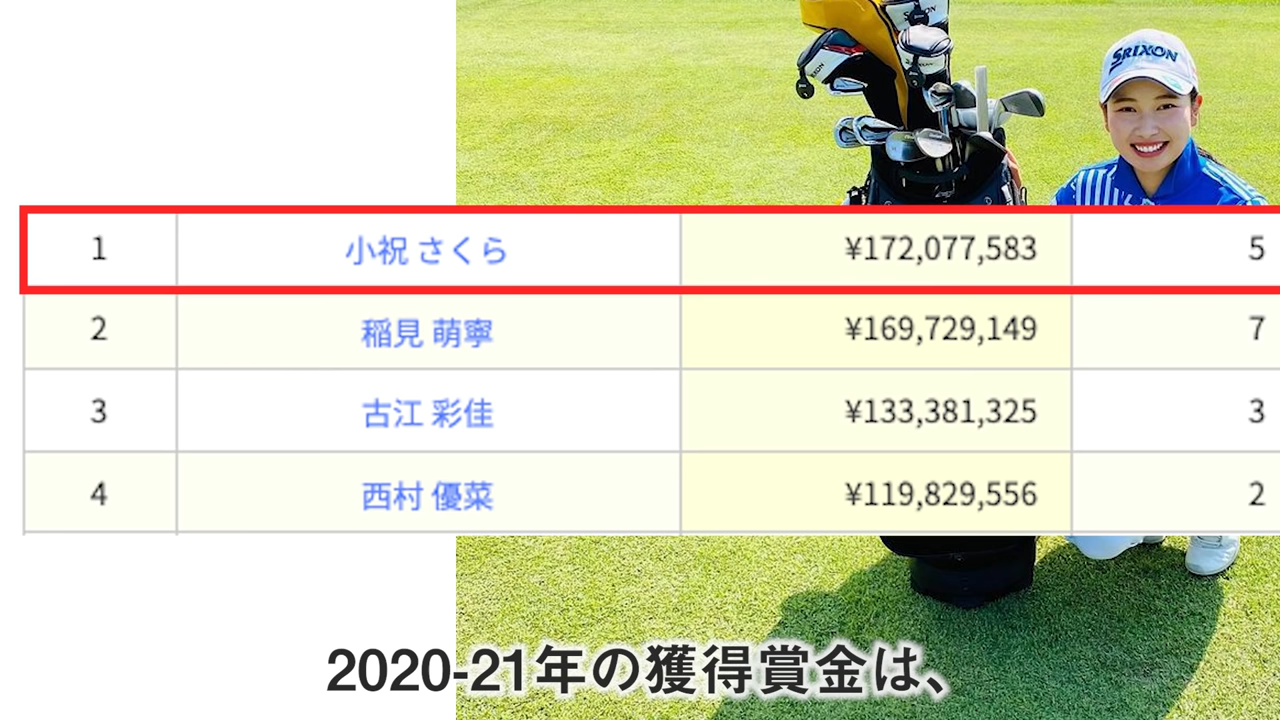 SRIXON
SRIXON
1 小祝 さくら ¥172,077,583 5
2 稲見 萌寧 ¥169,729,149 7
3 古江 彩佳 ¥133,381,325 3
4 西村 優菜 ¥119,829,556 2
2020-21年の獲得賞金は、